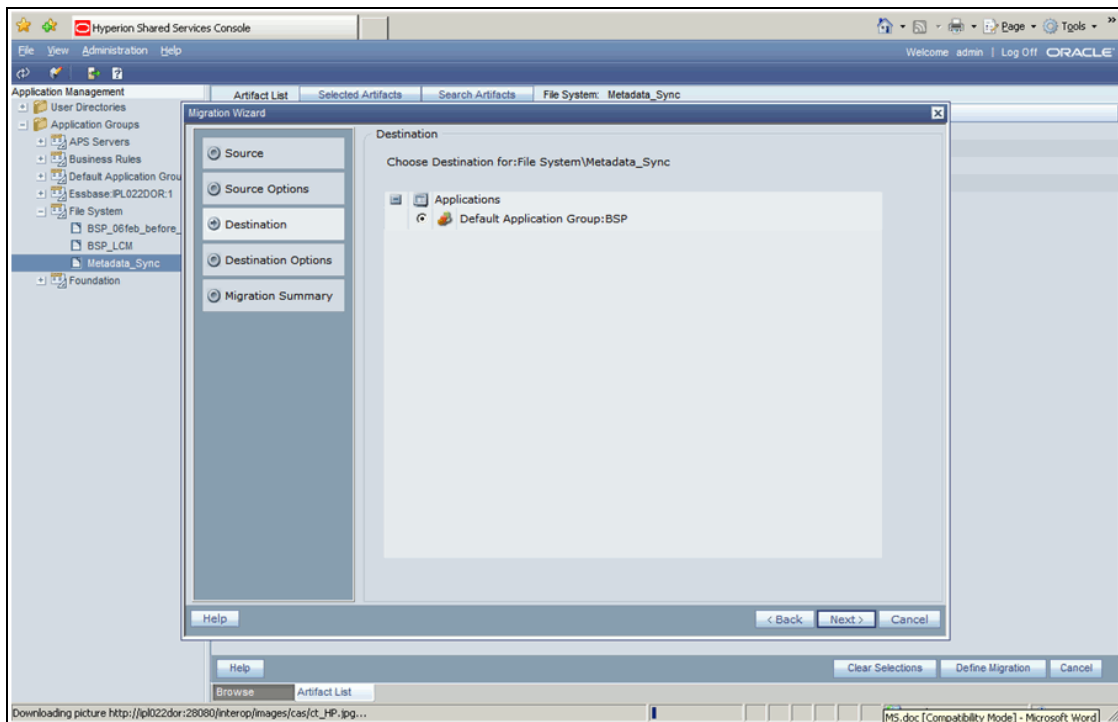 Hyperion Shared Services Console
Page Tools »
File View Administration Help
Welcome admin | Log Off ORACLE
Application Management
Artifact List Selected Artifacts Search Artifacts File System: Metadata_Sync
User Directories
Application Groups
APS Servers
Business Rules
Default Application Grou
Essbase:IPL022DOR:1
File System
BSP_06feb_before_
BSP_LCM
Metadata_Sync
Foundation
Migration Wizard
Source
Source Options
Destination
Destination Options
Migration Summary
Destination
Choose Destination for:File System\Metadata_Sync
Applications
Default Application Group:BSP
Help < Back Next > Cancel
Help Clear Selections Define Migration Cancel
Browse Artifact List
Downloading picture http://ipl022dor:28080/interop/images/cas/ct_HP.jpg...
MS.doc [Compatibility Mode] - Microsoft Word